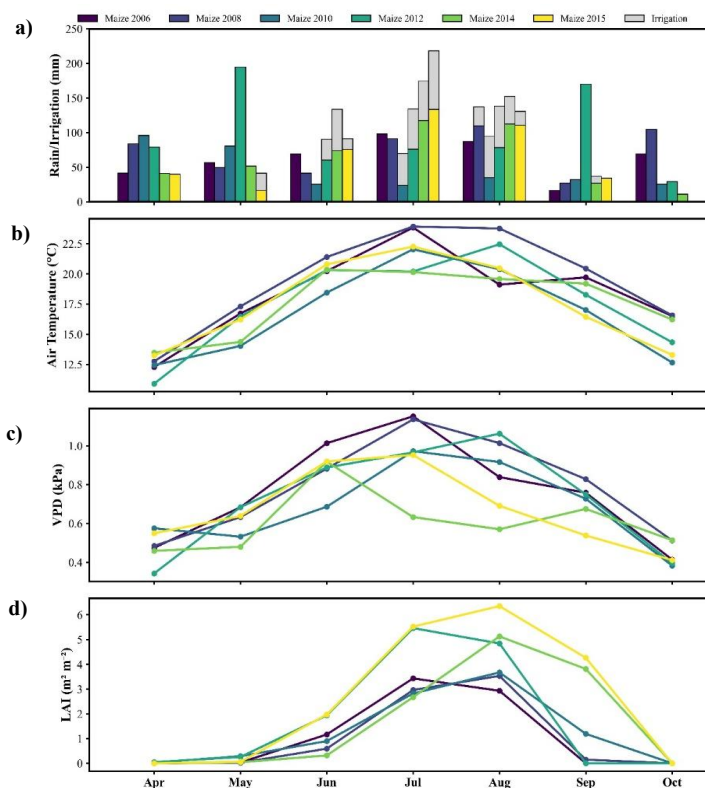 Maize 2006 Maize 2008 Maize 2010 Maize 2012 Maize 2014 Maize 2015 Irrigation
a)
Rain/Irrigation (mm)
250
200
150
100
50
0
b)
Air Temperature (°C)
22.5
20.0
17.5
15.0
12.5
c)
VPD (kPa)
1.0
0.8
0.6
0.4
d)
LAI (m² m⁻²)
6
5
4
3
2
1
0
Apr May Jun Jul Aug Sep Oct